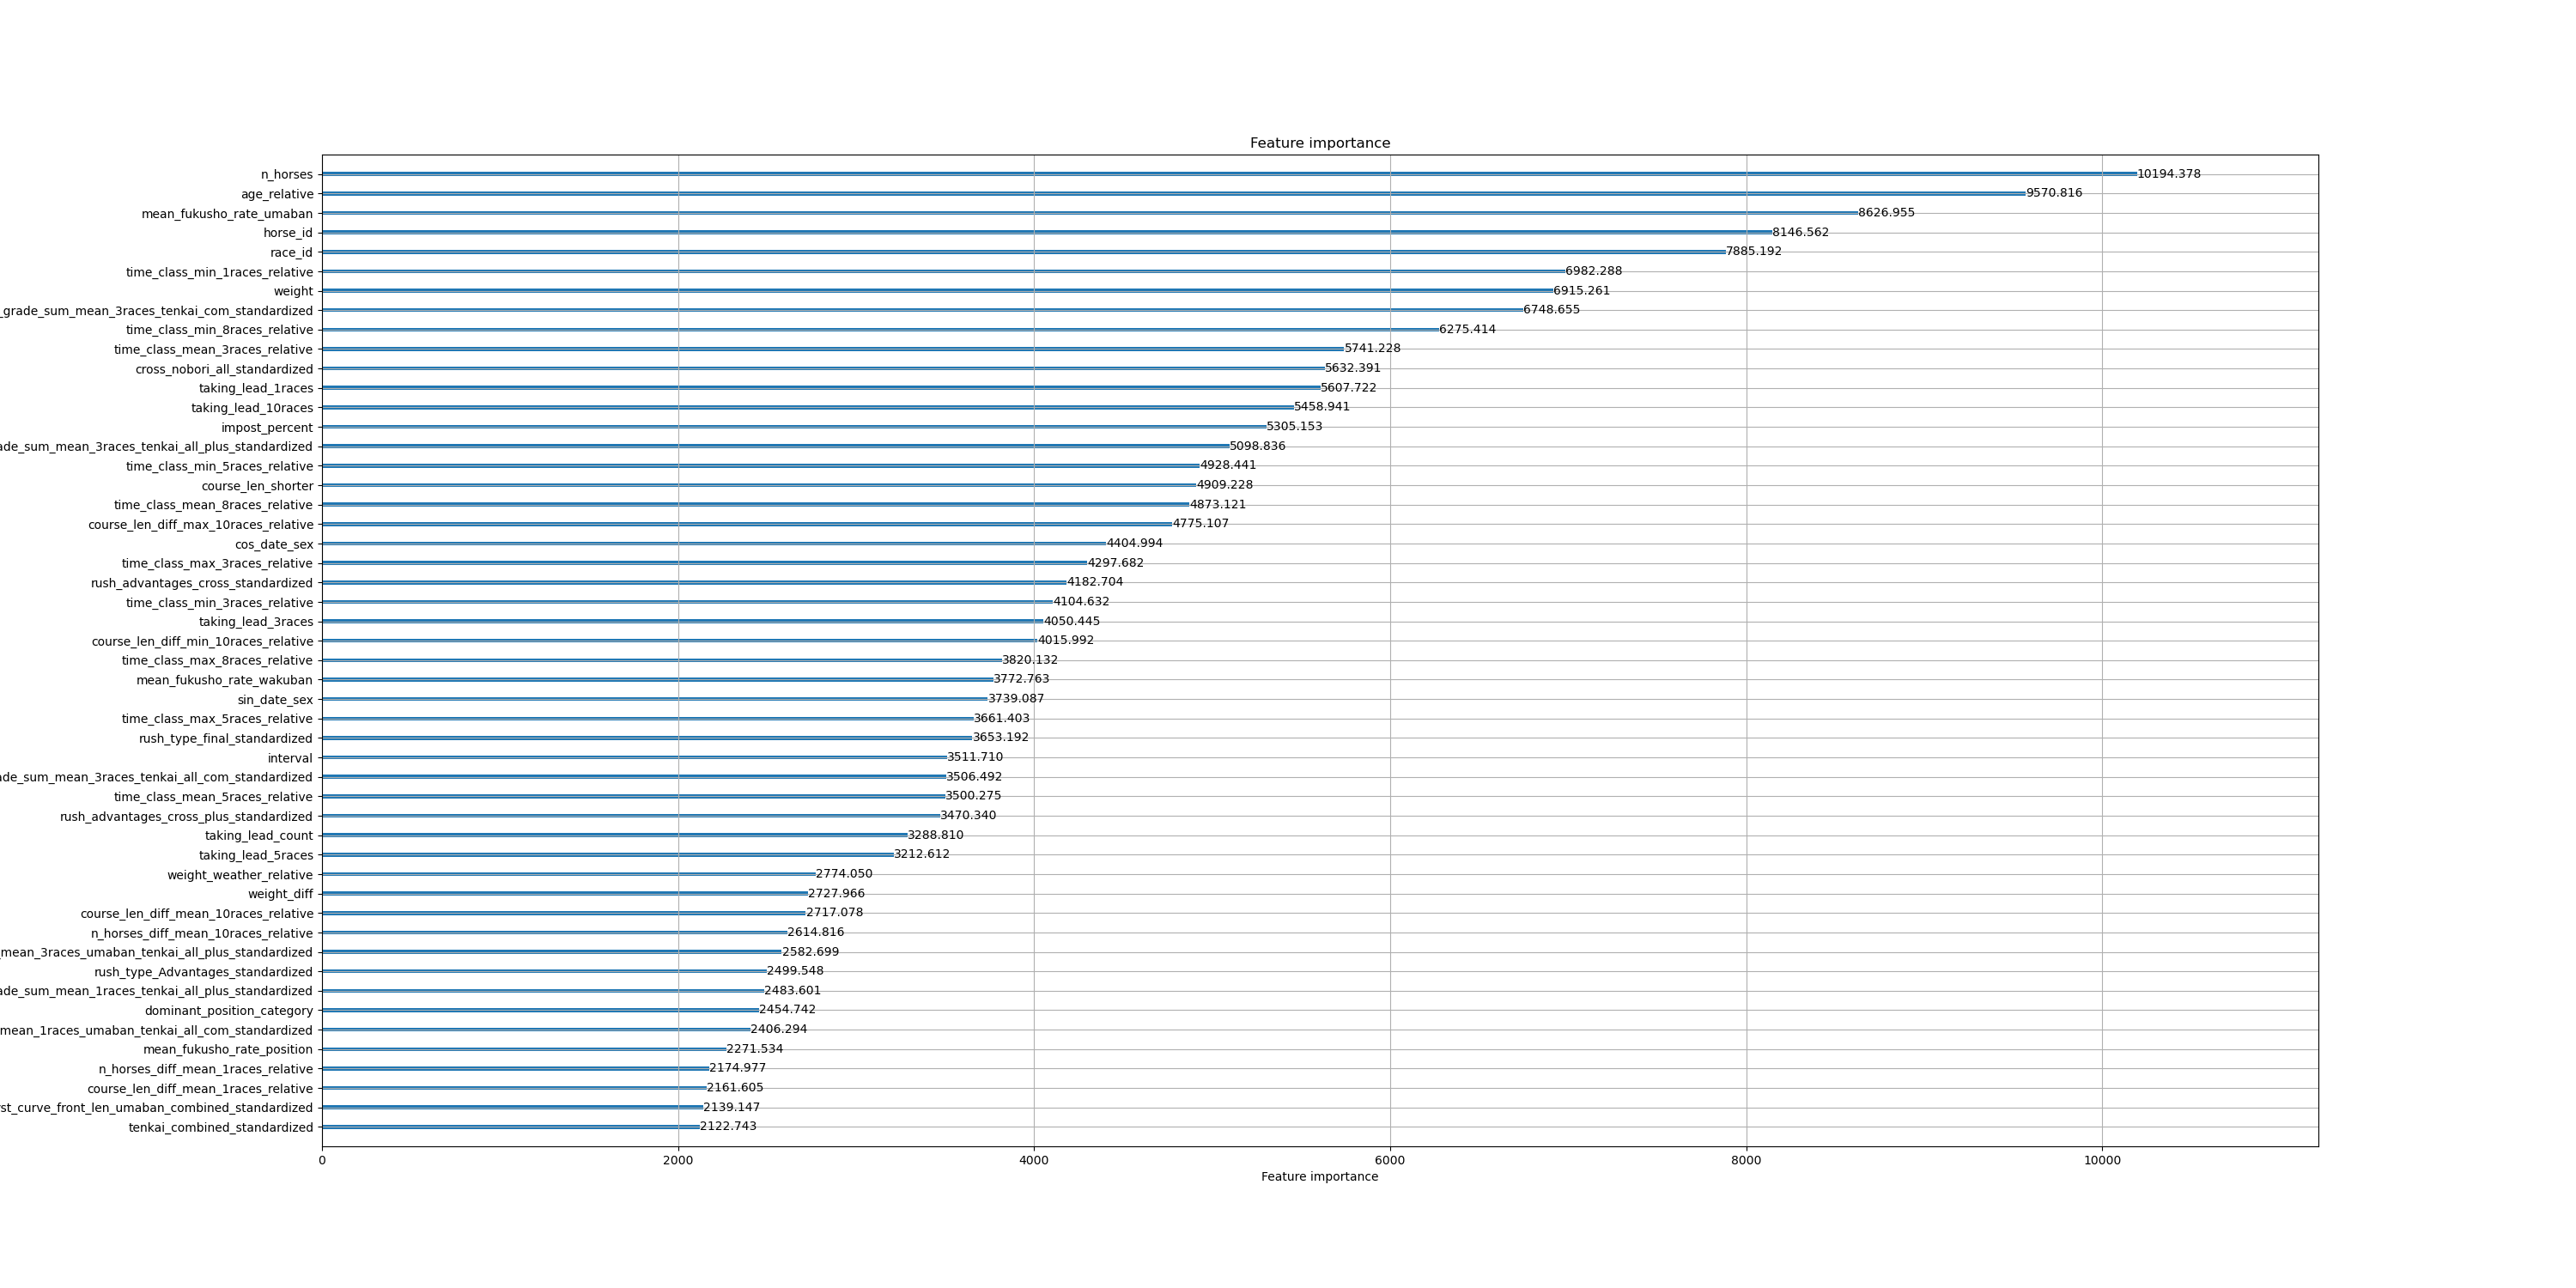 Feature importance
n_horses 10194.378
age_relative 9570.816
mean_fukusho_rate_umaban 8626.955
horse_id 8146.562
race_id 7885.192
time_class_min_1races_relative 6982.288
weight 6915.261
_grade_sum_mean_3races_tenkai_com_standardized 6748.655
time_class_min_8races_relative 6275.414
time_class_mean_3races_relative 5741.228
cross_nobori_all_standardized 5632.391
taking_lead_1races 5607.722
taking_lead_10races 5458.941
impost_percent 5305.153
ade_sum_mean_3races_tenkai_all_plus_standardized 5098.836
time_class_min_5races_relative 4928.441
course_len_shorter 4909.228
time_class_mean_8races_relative 4873.121
course_len_diff_max_10races_relative 4775.107
cos_date_sex 4404.994
time_class_max_3races_relative 4297.682
rush_advantages_cross_standardized 4182.704
time_class_min_3races_relative 4104.632
taking_lead_3races 4050.445
course_len_diff_min_10races_relative 4015.992
time_class_max_8races_relative 3820.132
mean_fukusho_rate_wakuban 3772.763
sin_date_sex 3739.087
time_class_max_5races_relative 3661.403
rush_type_final_standardized 3653.192
interval 3511.710
ade_sum_mean_3races_tenkai_all_com_standardized 3506.492
time_class_mean_5races_relative 3500.275
rush_advantages_cross_plus_standardized 3470.340
taking_lead_count 3288.810
taking_lead_5races 3212.612
weight_weather_relative 2774.050
weight_diff 2727.966
course_len_diff_mean_10races_relative 2717.078
n_horses_diff_mean_10races_relative 2614.816
_mean_3races_umaban_tenkai_all_plus_standardized 2582.699
rush_type_Advantages_standardized 2499.548
ade_sum_mean_1races_tenkai_all_plus_standardized 2483.601
dominant_position_category 2454.742
mean_1races_umaban_tenkai_all_com_standardized 2406.294
mean_fukusho_rate_position 2271.534
n_horses_diff_mean_1races_relative 2174.977
course_len_diff_mean_1races_relative 2161.605
st_curve_front_len_umaban_combined_standardized 2139.147
tenkai_combined_standardized 2122.743
0 2000 4000 6000 8000 10000
Feature importance